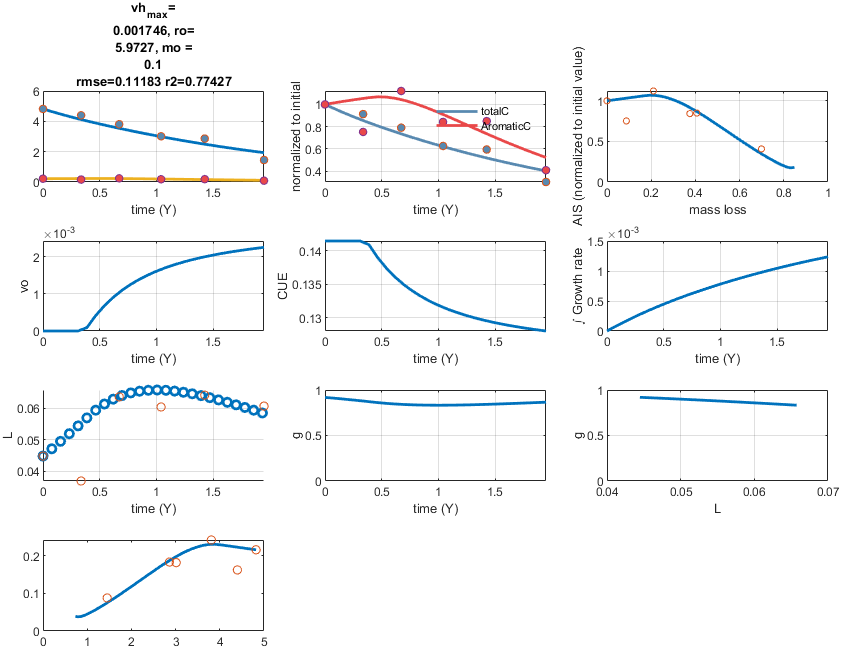 vh_max=
0.001746, ro=
5.9727, mo =
0.1
rmse=0.11183 r2=0.77427
6
4
2
0
0 0.5 1 1.5
time (Y)
normalized to initial
1
0.8
0.6
0.4
totalC
AromaticC
0 0.5 1 1.5
time (Y)
AIS (normalized to initial value)
1
0.5
0
0 0.2 0.4 0.6 0.8 1
mass loss
×10^-3
vo
2
1
0
0 0.5 1 1.5
time (Y)
CUE
0.14
0.135
0.13
0 0.5 1 1.5
time (Y)
×10^-3
∫ Growth rate
1.5
1
0.5
0
0 0.5 1 1.5
time (Y)
L
0.06
0.05
0.04
0 0.5 1 1.5
time (Y)
g
1
0.5
0
0 0.5 1 1.5
time (Y)
g
1
0.5
0
0.04 0.05 0.06 0.07
L
0.2
0.1
0
0 1 2 3 4 5